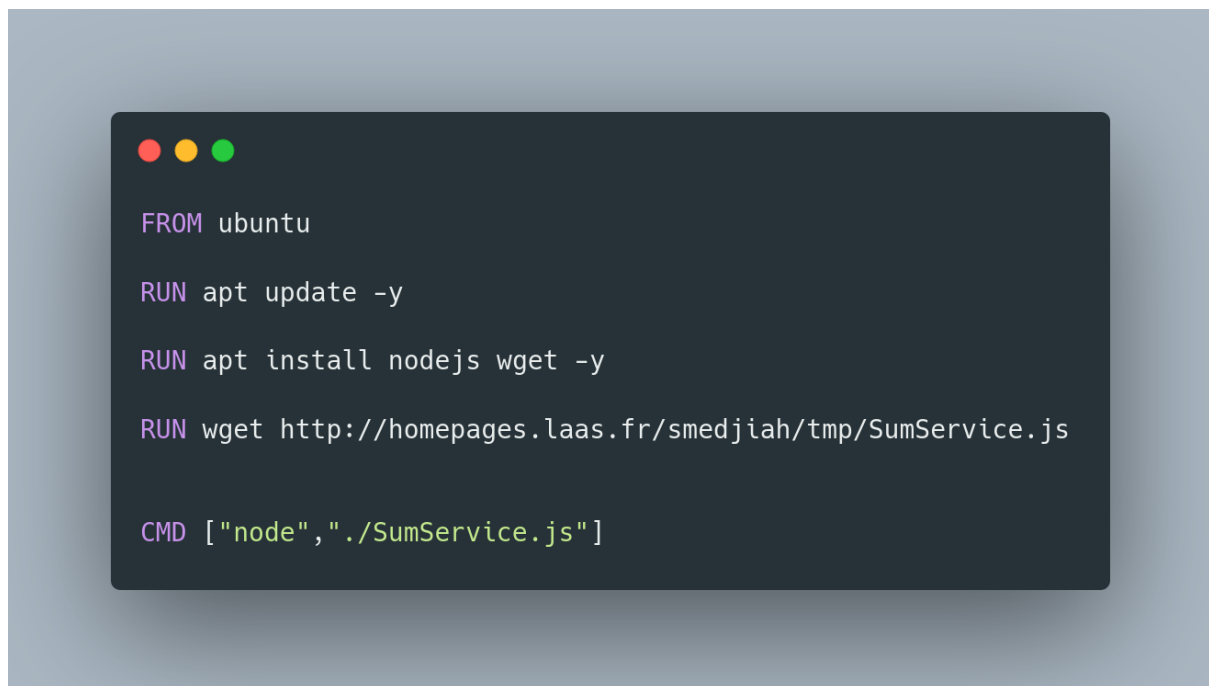 FROM ubuntu
RUN apt update -y
RUN apt install nodejs wget -y
RUN wget http://homepages.laas.fr/smedjiah/tmp/SumService.js
CMD ["node","./SumService.js"]